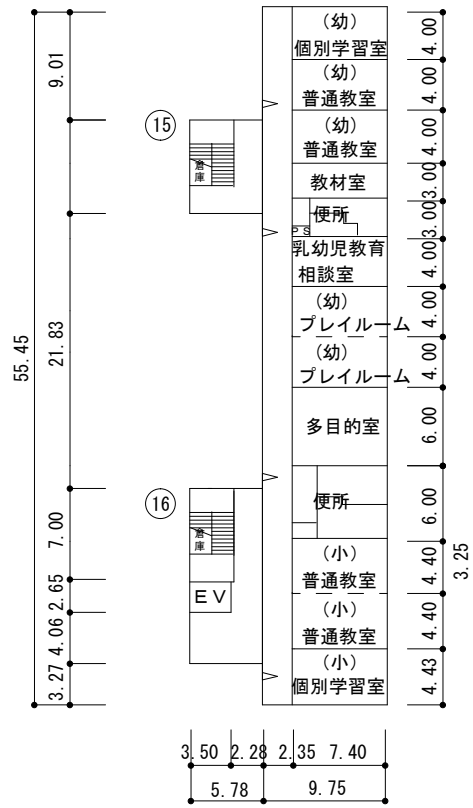 (幼)
個別学習室
(幼)
普通教室
(幼)
普通教室
教材室
便所
PS
乳幼児教育
相談室
(幼)
プレイルーム
(幼)
プレイルーム
多目的室
便所
(小)
普通教室
(小)
普通教室
(小)
個別学習室
15
倉庫
16
倉庫
EV
55.45
9.01
21.83
7.00
2.65
4.06
3.27
4.00
4.00
4.00
3.00
3.00
4.00
4.00
4.00
6.00
6.00
3.25
4.40
4.40
4.43
3.50 2.28 2.35 7.40
5.78 9.75